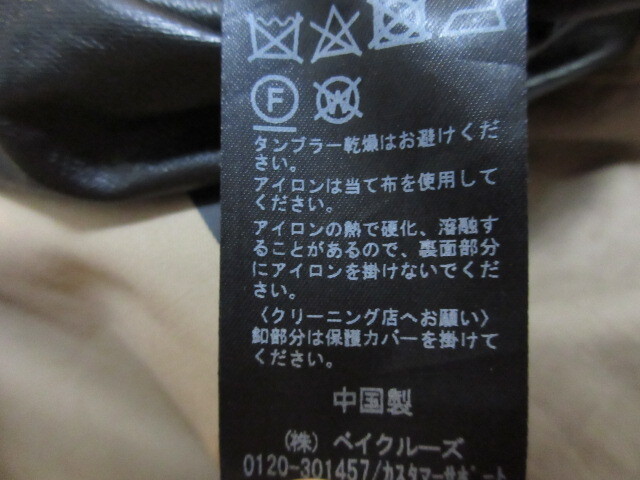 F
W
タンブラー乾燥はお避けくだ
さい。
アイロンは当て布を使用して
ください。
アイロンの熱で硬化、溶融す
ることがあるので、裏面部分
にアイロンを掛けないでくだ
さい。
〈クリーニング店へお願い〉
釦部分は保護カバーを掛けて
ください。
中国製
(株) ベイクルーズ
0120-301457/カスタマーサポート